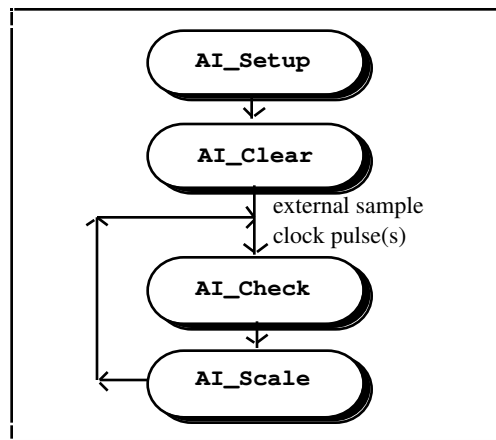 AI_Setup
AI_Clear
external sample
clock pulse(s)
AI_Check
AI_Scale